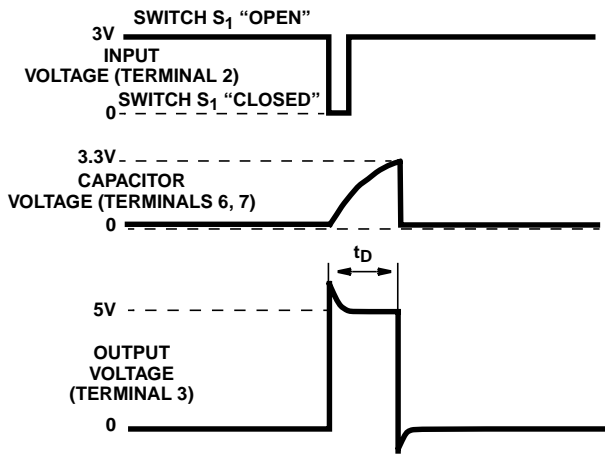 SWITCH S1 “OPEN”
3V
INPUT
VOLTAGE (TERMINAL 2)
SWITCH S1 “CLOSED”
0
3.3V
CAPACITOR
VOLTAGE (TERMINALS 6, 7)
0
tD
5V
OUTPUT
VOLTAGE
(TERMINAL 3)
0